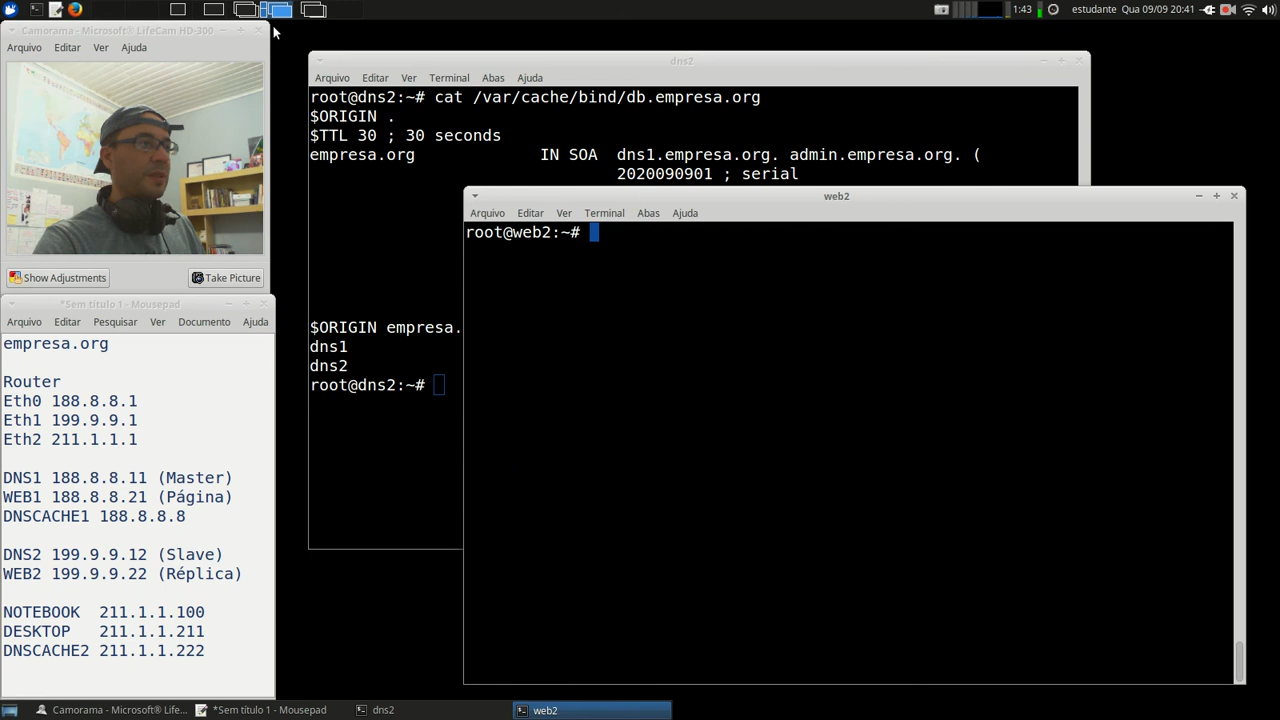 1:43
estudante
Qua 09/09 20:41
Camorama - Microsoft® LifeCam HD-300
Arquivo Editar Ver Ajuda
Show Adjustments
Take Picture
*Sem título 1 - Mousepad
Arquivo Editar Pesquisar Ver Documento Ajuda
empresa.org
Router
Eth0 188.8.8.1
Eth1 199.9.9.1
Eth2 211.1.1.1
DNS1 188.8.8.11 (Master)
WEB1 188.8.8.21 (Página)
DNSCACHE1 188.8.8.8
DNS2 199.9.9.12 (Slave)
WEB2 199.9.9.22 (Réplica)
NOTEBOOK 211.1.1.100
DESKTOP 211.1.1.211
DNSCACHE2 211.1.1.222
dns2
Arquivo Editar Ver Terminal Abas Ajuda
root@dns2:~# cat /var/cache/bind/db.empresa.org
$ORIGIN .
$TTL 30 ; 30 seconds
empresa.org IN SOA dns1.empresa.org. admin.empresa.org. (
2020090901 ; serial
$ORIGIN empresa.
dns1
dns2
root@dns2:~#
web2
Arquivo Editar Ver Terminal Abas Ajuda
root@web2:~#
Camorama - Microsoft® LifeC...
*Sem título 1 - Mousepad
dns2
web2